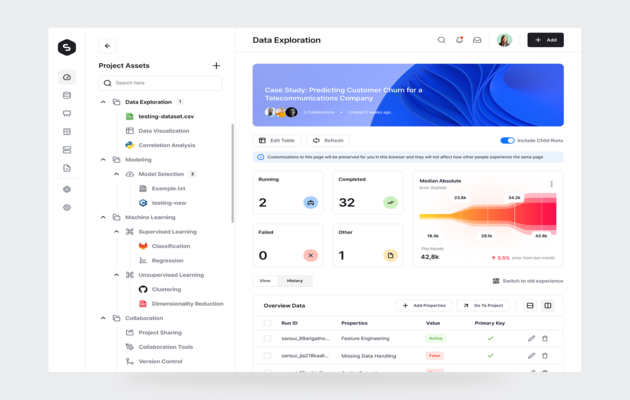 Data Exploration
+ Add
Project Assets
Search here
Data Exploration 1
testing-dataset.csv
Data Visualization
Correlation Analysis
Modeling
Model Selection 3
Example.txt
testing-new
Machine Learning
Supervised Learning
Classification
Regression
Unsupervised Learning
Clustering
Dimensionality Reduction
Collaboration
Project Sharing
Collaboration Tools
Version Control
Case Study: Predicting Customer Churn for a
Telecommunications Company
Collaborators • Created 2 weeks ago
Edit Table
Refresh
Include Child Runs
Customizations to this page will be preserved for you in this browser and they will not affect how other people experience the same page
Running
2
Completed
32
Failed
0
Other
1
Median Absolute
Error Statistic
23.8k
34.2k
16.4k
29.1k
42.8k
This Month
42,8k
3.5% error from last month
View
History
Switch to old experience
Overview Data
+ Add Properties
Go To Project
Run ID
Properties
Value
Primary Key
sansui_99arigatho...
Feature Engineering
Active
Missing Data Handling
False